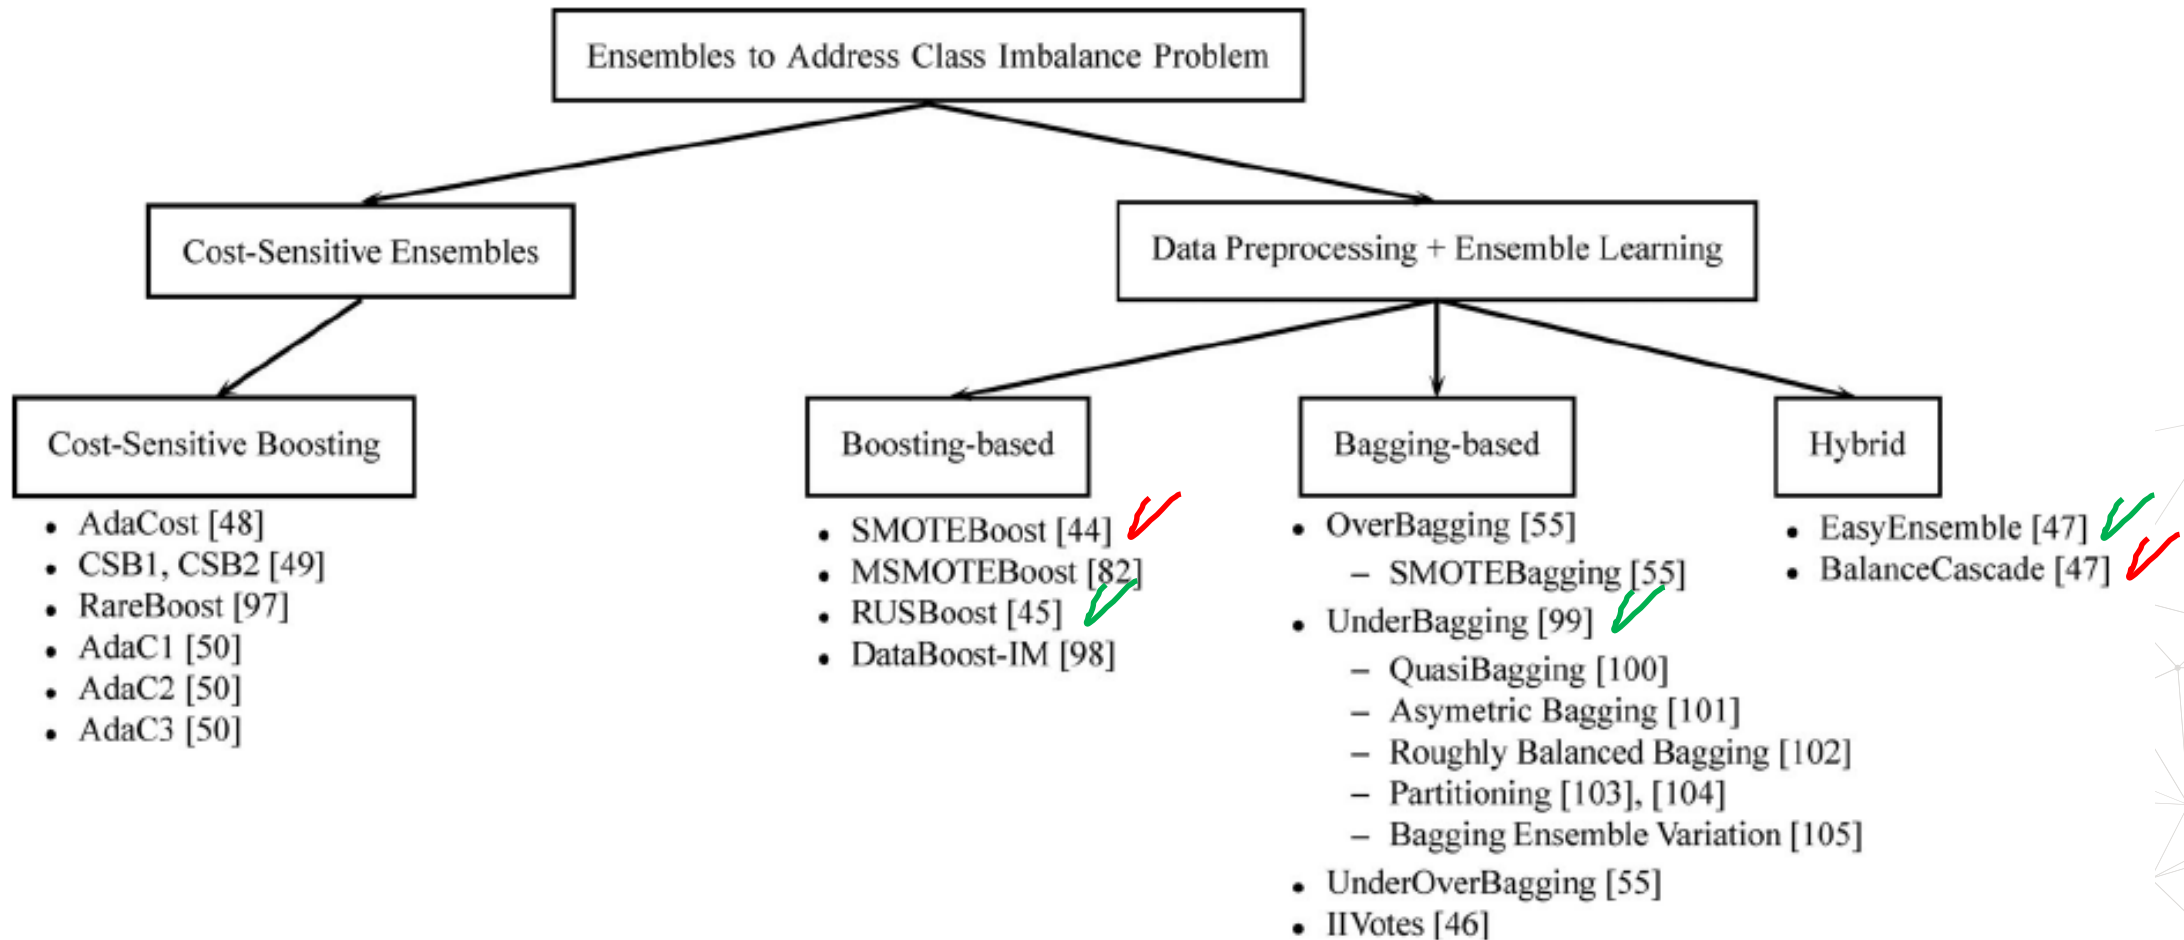 Ensembles to Address Class Imbalance Problem
Cost-Sensitive Ensembles
Data Preprocessing + Ensemble Learning
Cost-Sensitive Boosting
• AdaCost [48]
• CSB1, CSB2 [49]
• RareBoost [97]
• AdaC1 [50]
• AdaC2 [50]
• AdaC3 [50]
Boosting-based
• SMOTEBoost [44]
• MSMOTEBoost [82]
• RUSBoost [45]
• DataBoost-IM [98]
Bagging-based
• OverBagging [55]
– SMOTEBagging [55]
• UnderBagging [99]
– QuasiBagging [100]
– Asymetric Bagging [101]
– Roughly Balanced Bagging [102]
– Partitioning [103], [104]
– Bagging Ensemble Variation [105]
• UnderOverBagging [55]
• IIVotes [46]
Hybrid
• EasyEnsemble [47]
• BalanceCascade [47]